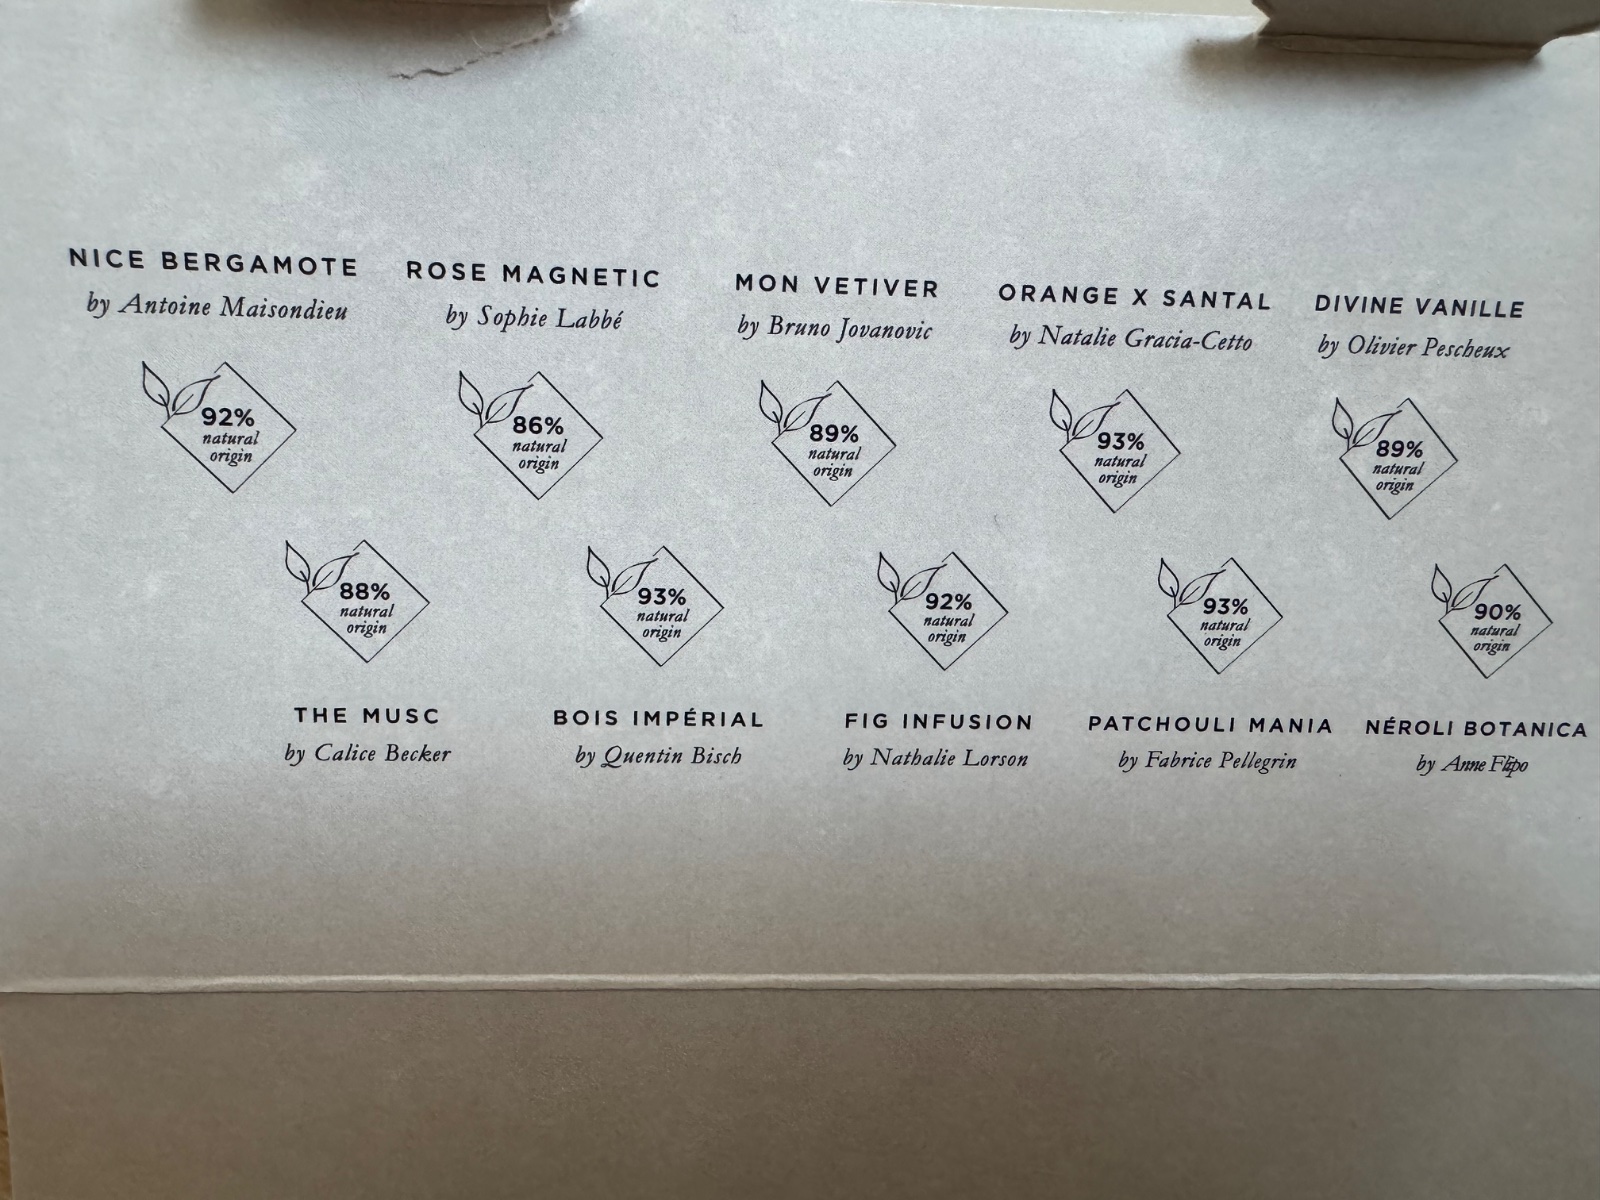 NICE BERGAMOTE
by Antoine Maisondieu
92%
natural
origin
ROSE MAGNETIC
by Sophie Labbé
86%
natural
origin
MON VETIVER
by Bruno Jovanovic
89%
natural
origin
ORANGE X SANTAL
by Natalie Gracia-Cetto
93%
natural
origin
DIVINE VANILLE
by Olivier Pescheux
89%
natural
origin
88%
natural
origin
THE MUSC
by Calice Becker
93%
natural
origin
BOIS IMPÉRIAL
by Quentin Bisch
92%
natural
origin
FIG INFUSION
by Nathalie Lorson
93%
natural
origin
PATCHOULI MANIA
by Fabrice Pellegrin
90%
natural
origin
NÉROLI BOTANICA
by Anne Flipo